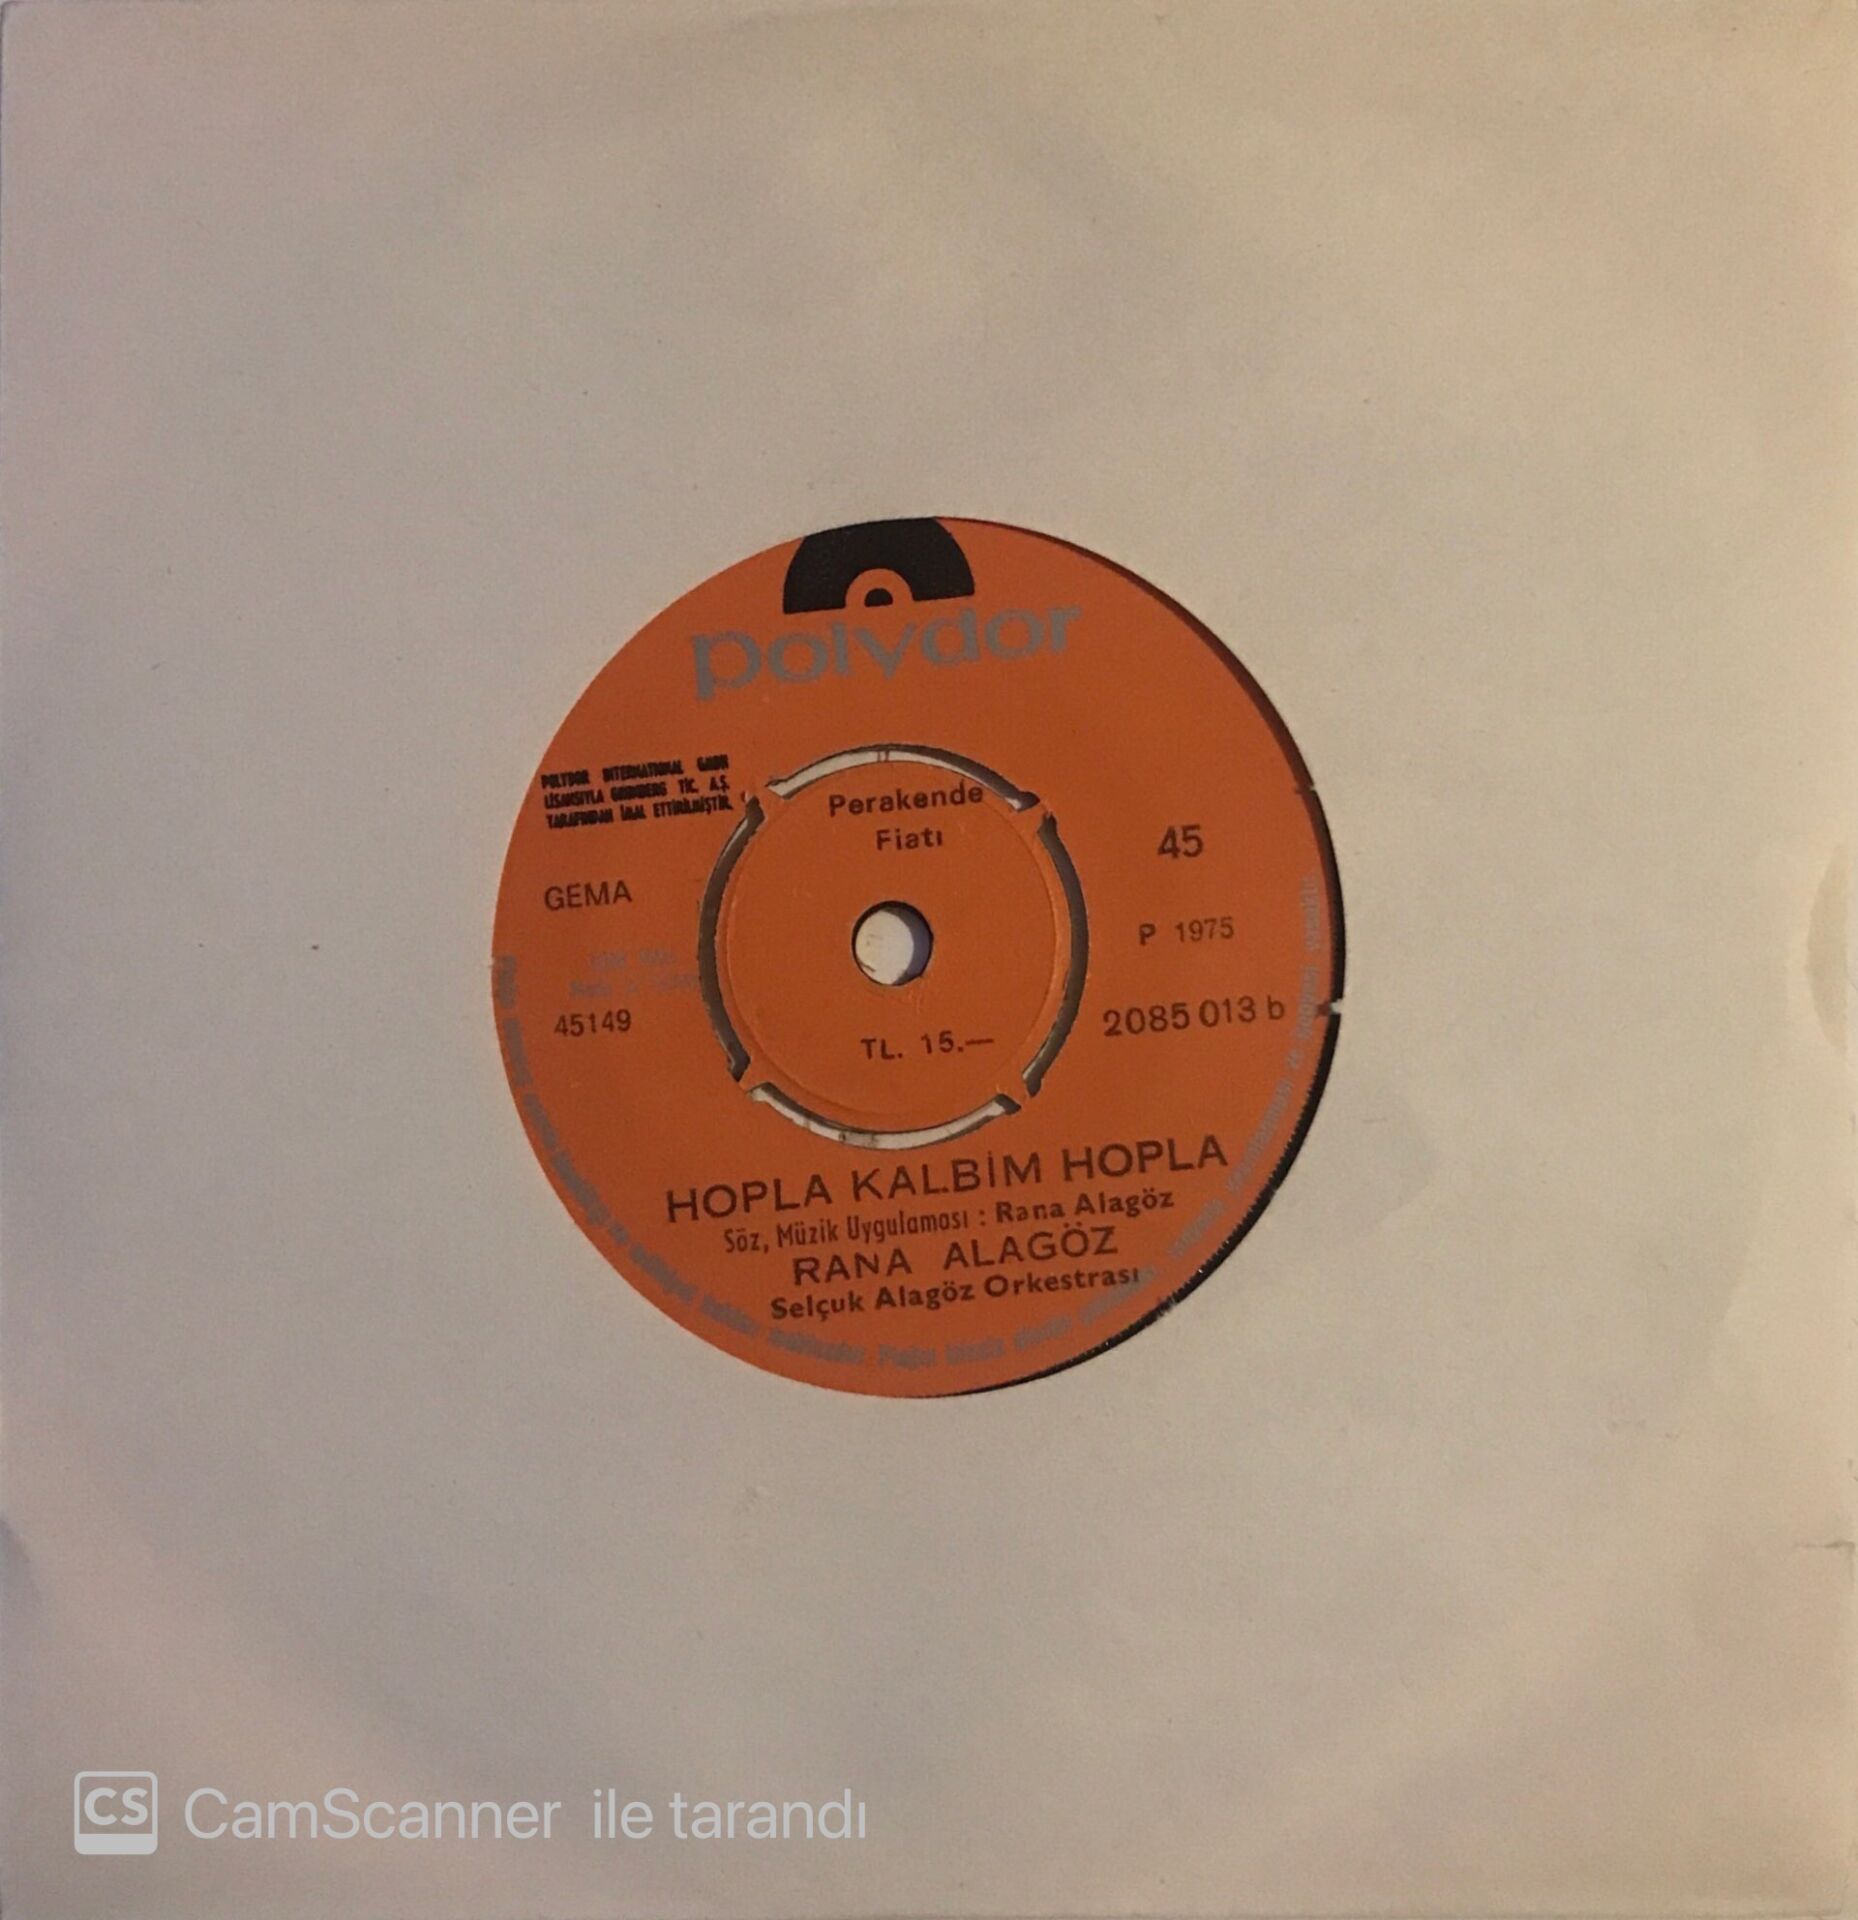 polydor
POLYDOR INTERNATIONAL GMBH
LİSANSIYLA GRUNBERG TİC. A.Ş.
TARAFINDAN İMAL ETTİRİLMİŞTİR.
Perakende
Fiatı
45
GEMA
P 1975
45149
2085 013 b
TL. 15.—
HOPLA KALBİM HOPLA
Söz, Müzik Uygulaması : Rana Alagöz
RANA ALAGÖZ
Selçuk Alagöz Orkestrası
CS CamScanner ile tarandı